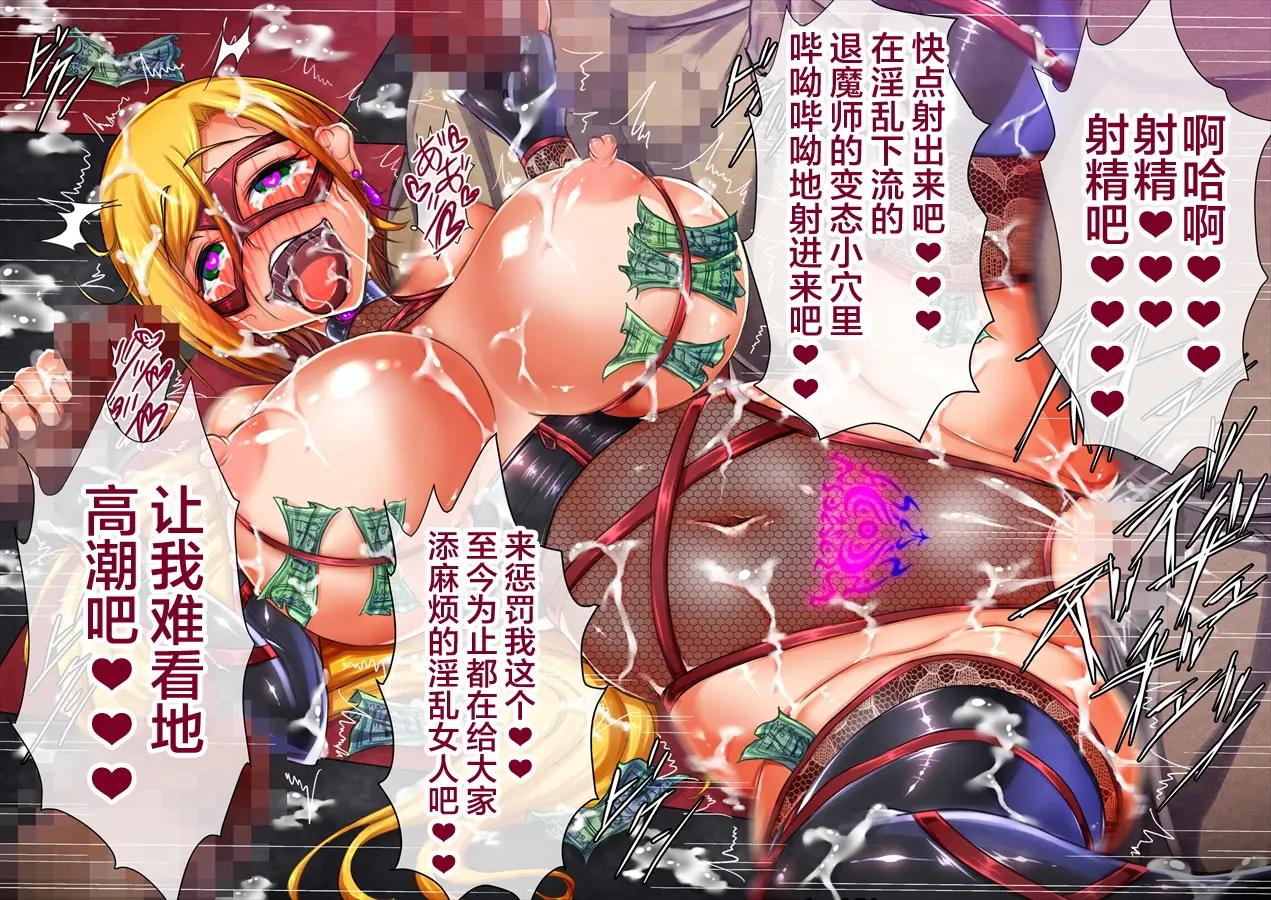 啊哈啊♥♥♥
射精♥♥♥
射精吧♥♥♥♥
快点射出来吧♥♥♥
在淫乱下流的
退魔师的变态小穴里
哔呦哔呦地射进来吧♥♥
来惩罚我这个♥♥
至今为止都在给大家
添麻烦的淫乱女人吧♥♥
让我难看地
高潮吧♥♥♥